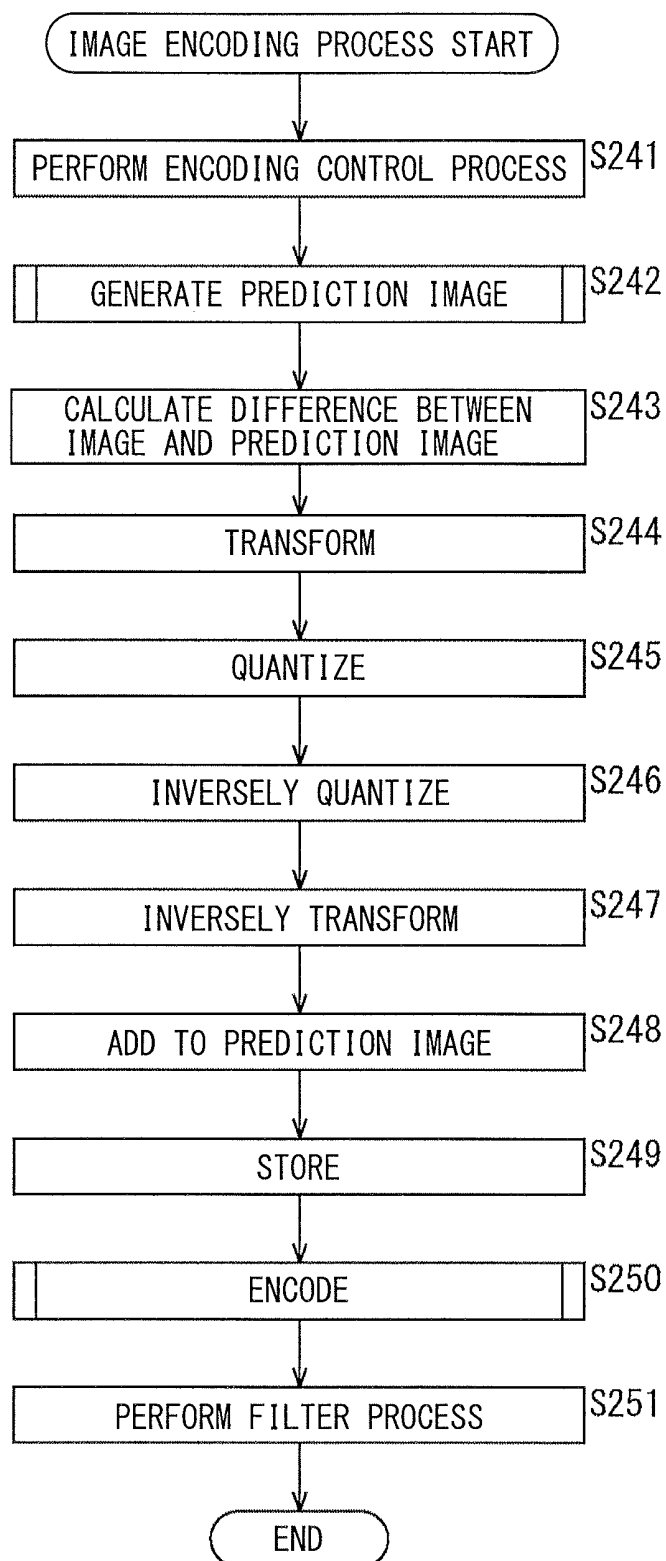 IMAGE ENCODING PROCESS START
PERFORM ENCODING CONTROL PROCESS
S241
GENERATE PREDICTION IMAGE
S242
CALCULATE DIFFERENCE BETWEEN
IMAGE AND PREDICTION IMAGE
S243
TRANSFORM
S244
QUANTIZE
S245
INVERSELY QUANTIZE
S246
INVERSELY TRANSFORM
S247
ADD TO PREDICTION IMAGE
S248
STORE
S249
ENCODE
S250
PERFORM FILTER PROCESS
S251
END